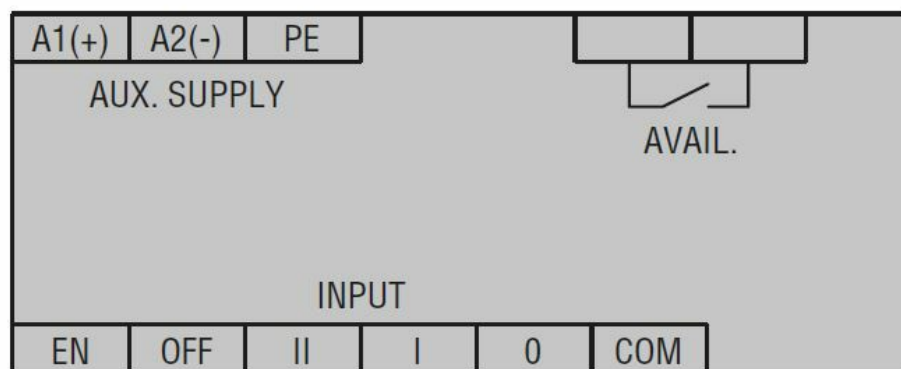 A1(+) A2(-) PE
AUX. SUPPLY
AVAIL.
INPUT
EN OFF II I 0 COM